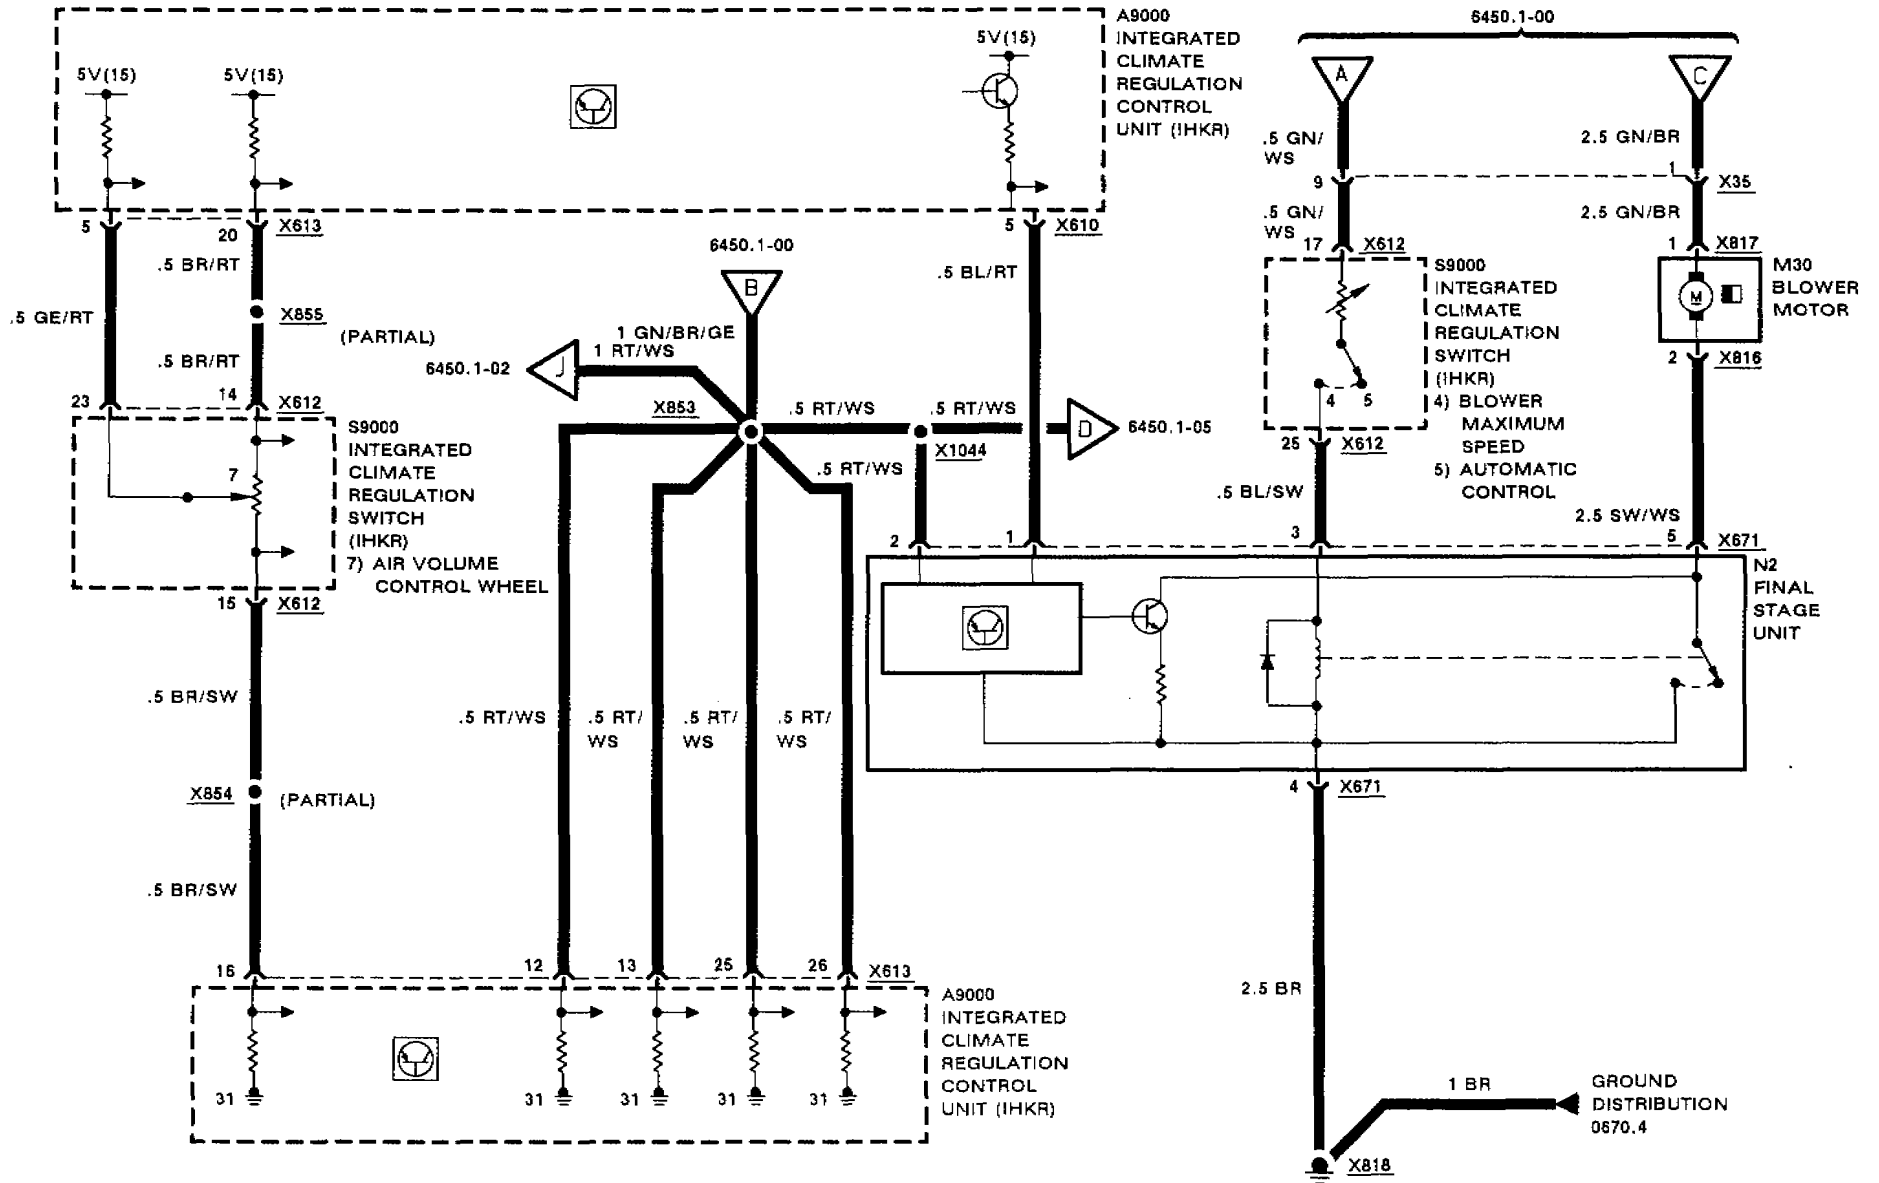 6450.1-00
A9000
INTEGRATED
CLIMATE
REGULATION
CONTROL
UNIT (IHKR)
5V(15)
5V(15)
5V(15)
A
C
.5 GN/
WS
2.5 GN/BR
9
1
X35
.5 GN/
WS
2.5 GN/BR
5
20
X613
5
X610
17
X612
1
X817
.5 BR/RT
6450.1-00
.5 BL/RT
S9000
INTEGRATED
CLIMATE
REGULATION
SWITCH
(IHKR)
4) BLOWER
MAXIMUM
SPEED
5) AUTOMATIC
CONTROL
M30
BLOWER
MOTOR
M
B
.5 GE/RT
X855
(PARTIAL)
1 GN/BR/GE
1 RT/WS
6450.1-02
J
.5 BR/RT
2
X816
4
5
23
14
X612
X853
.5 RT/WS
.5 RT/WS
D
6450.1-05
X1044
25
X612
S9000
INTEGRATED
CLIMATE
REGULATION
SWITCH
(IHKR)
7) AIR VOLUME
CONTROL WHEEL
7
.5 RT/WS
.5 BL/SW
2.5 SW/WS
2
1
3
5
X671
N2
FINAL
STAGE
UNIT
15
X612
.5 BR/SW
.5 RT/WS
.5 RT/
WS
.5 RT/
WS
.5 RT/
WS
X854
(PARTIAL)
4
X671
.5 BR/SW
16
12
13
25
26
X613
2.5 BR
A9000
INTEGRATED
CLIMATE
REGULATION
CONTROL
UNIT (IHKR)
31
31
31
31
31
1 BR
GROUND
DISTRIBUTION
0670.4
X818